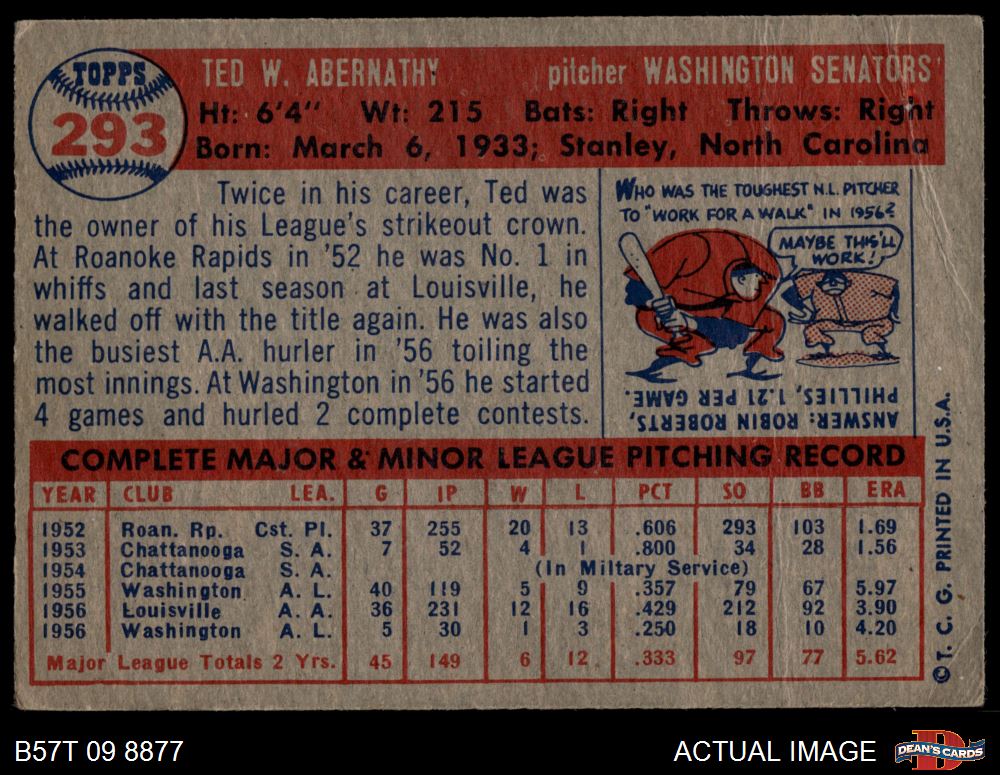 TOPPS
293
TED W. ABERNATHY pitcher WASHINGTON SENATORS
Ht: 6'4" Wt: 215 Bats: Right Throws: Right
Born: March 6, 1933; Stanley, North Carolina
Twice in his career, Ted was
the owner of his League's strikeout crown.
At Roanoke Rapids in '52 he was No. 1 in
whiffs and last season at Louisville, he
walked off with the title again. He was also
the busiest A.A. hurler in '56 toiling the
most innings. At Washington in '56 he started
4 games and hurled 2 complete contests.
WHO WAS THE TOUGHEST N.L. PITCHER
TO "WORK FOR A WALK" IN 1956?
MAYBE THIS'LL
WORK!
ANSWER: ROBIN ROBERTS,
PHILLIES, 1.21 PER GAME.
COMPLETE MAJOR & MINOR LEAGUE PITCHING RECORD
YEAR CLUB LEA. G IP W L PCT SO BB ERA
1952 Roan. Rp. Cst. Pl. 37 255 20 13 .606 293 103 1.69
1953 Chattanooga S. A. 7 52 4 1 .800 34 28 1.56
1954 Chattanooga S. A. (In Military Service)
1955 Washington A. L. 40 119 5 9 .357 79 67 5.97
1956 Louisville A. A. 36 231 12 16 .429 212 92 3.90
1956 Washington A. L. 5 30 1 3 .250 18 10 4.20
Major League Totals 2 Yrs. 45 149 6 12 .333 97 77 5.62
© T. C. G. PRINTED IN U.S.A.
B57T 09 8877 ACTUAL IMAGE
DEAN'S CARDS